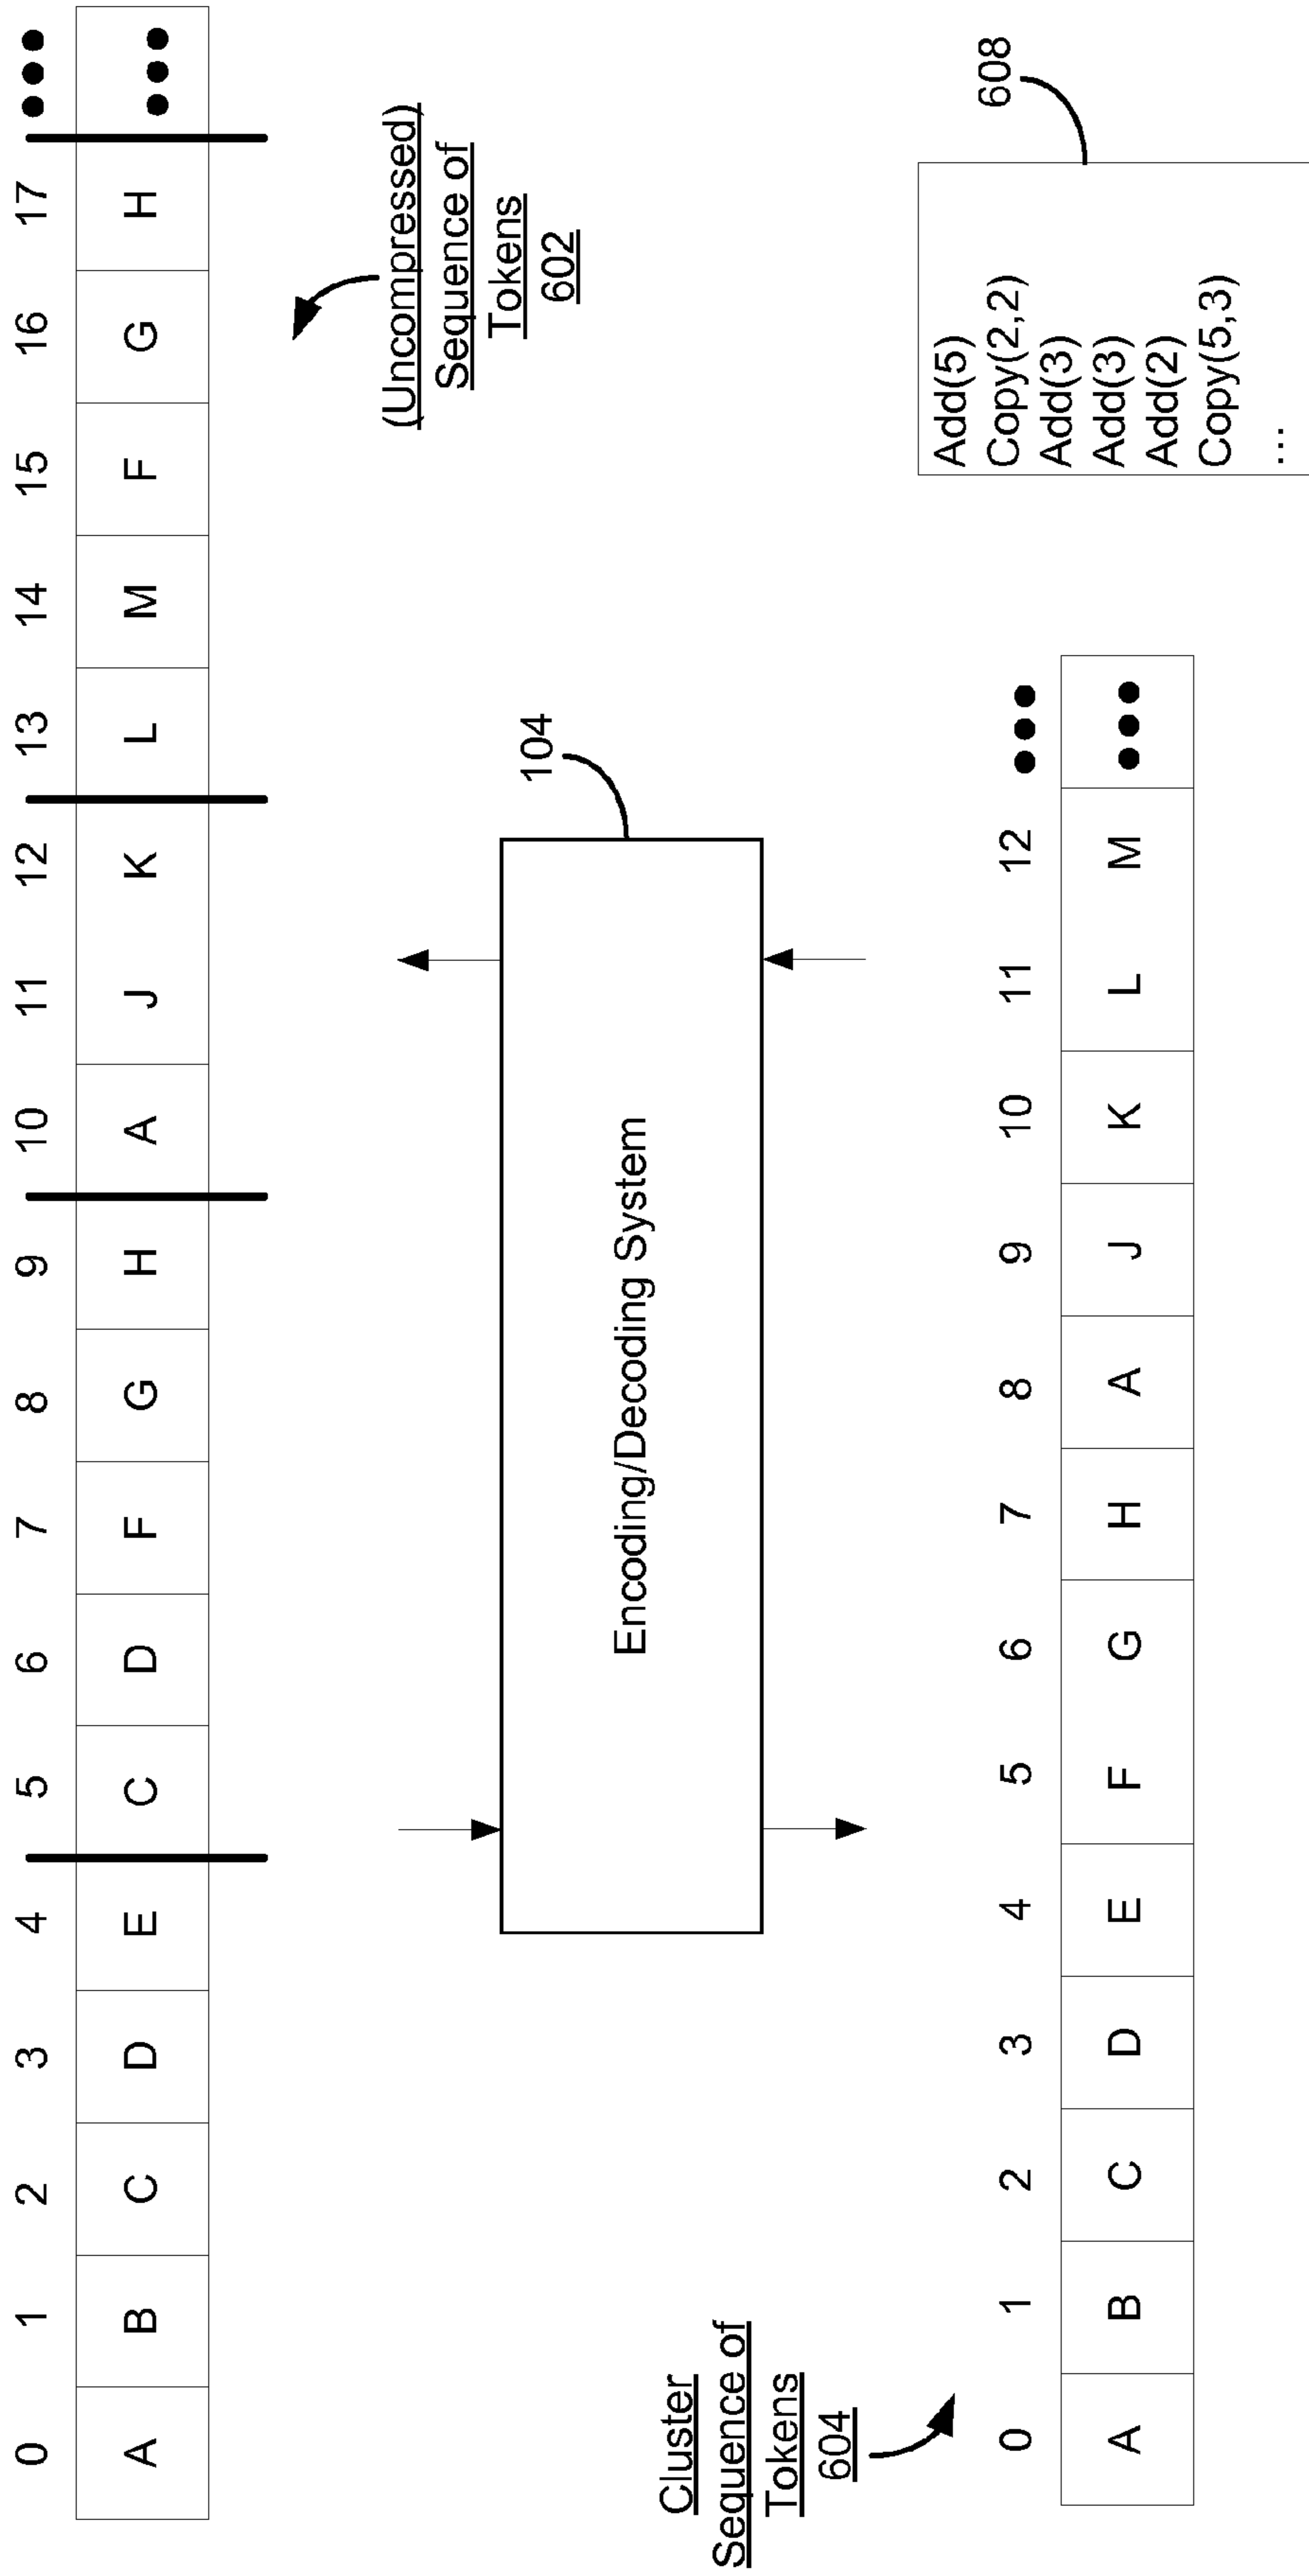 0 1 2 3 4 5 6 7 8 9 10 11 12 13 14 15 16 17 •••
A B C D E C D F G H A J K L M F G H •••
(Uncompressed)
Sequence of
Tokens
602
104
Encoding/Decoding System
Cluster
Sequence of
Tokens
604
0 1 2 3 4 5 6 7 8 9 10 11 12 •••
A B C D E F G H A J K L M •••
608
Add(5)
Copy(2,2)
Add(3)
Add(3)
Add(2)
Copy(5,3)
...